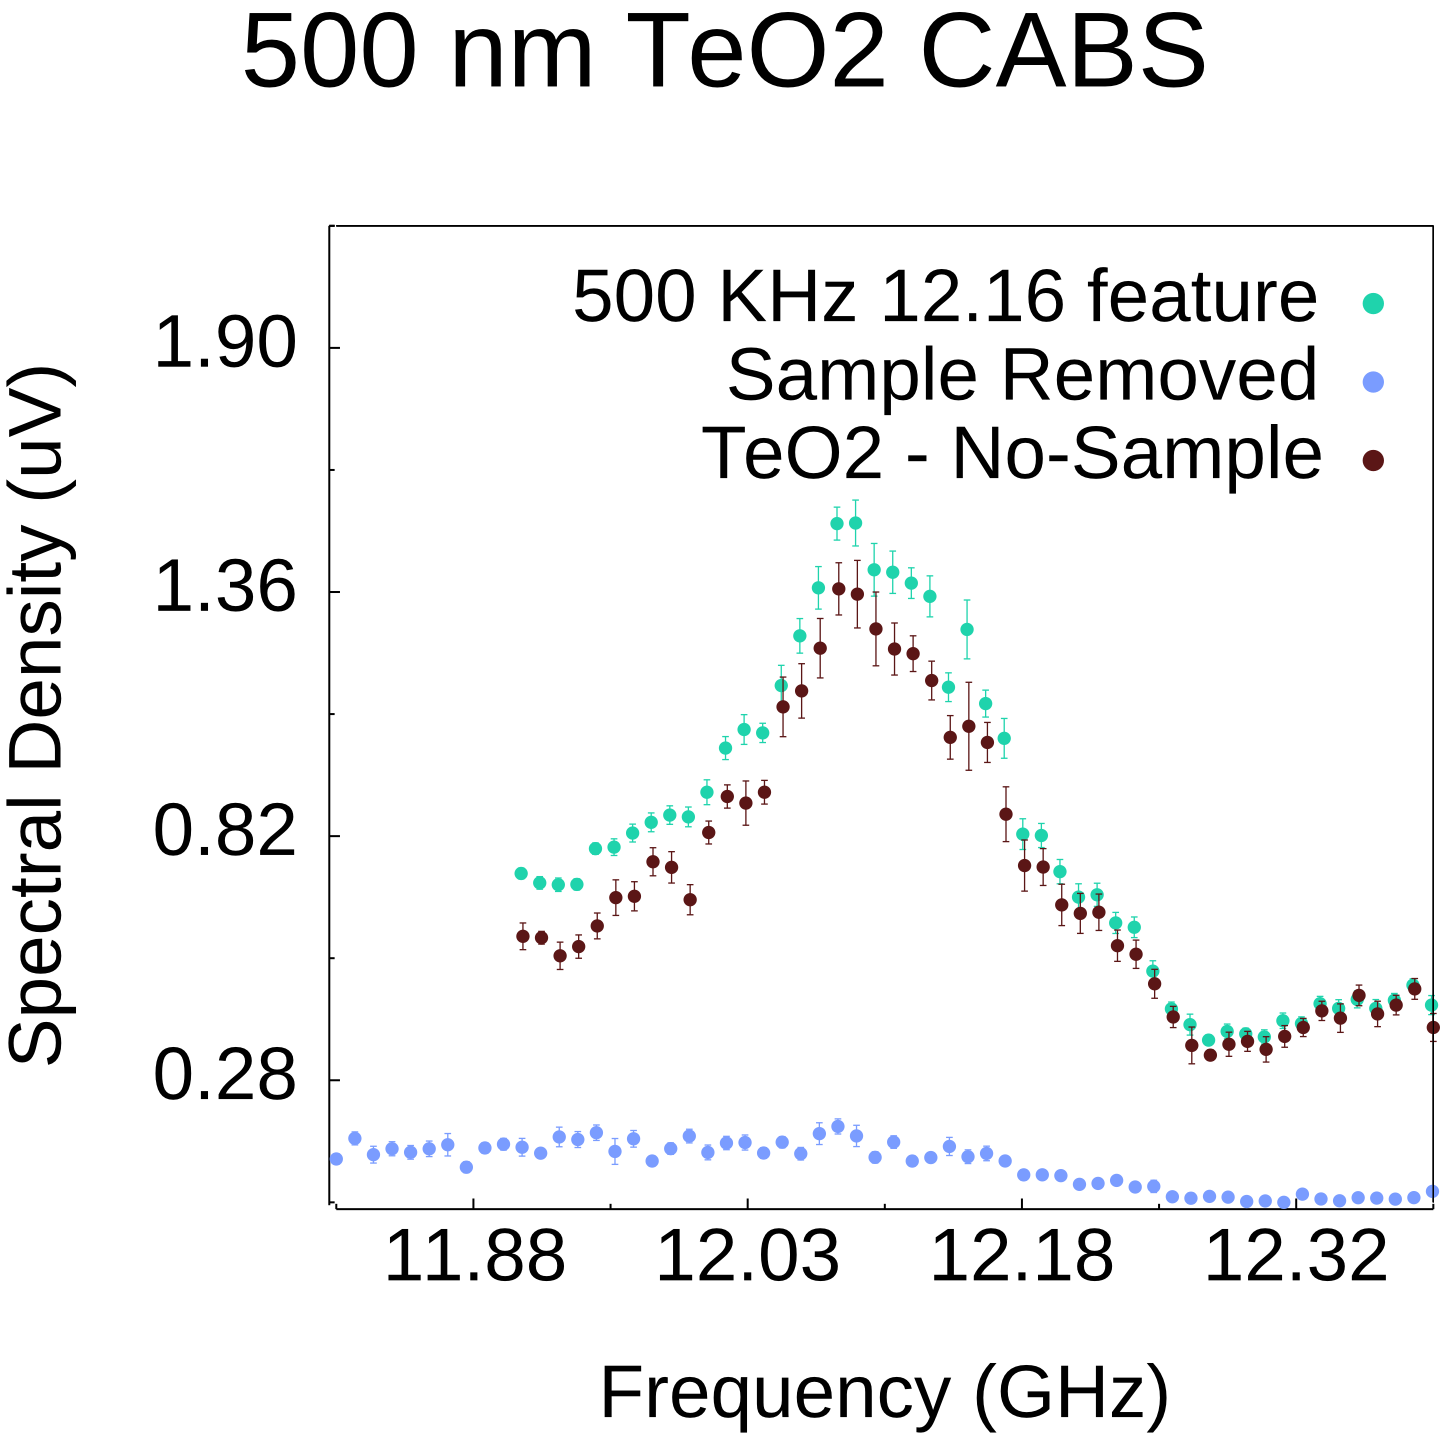 500 nm TeO2 CABS
500 KHz 12.16 feature
Sample Removed
TeO2 - No-Sample
Spectral Density (uV)
1.90
1.36
0.82
0.28
11.88 12.03 12.18 12.32
Frequency (GHz)